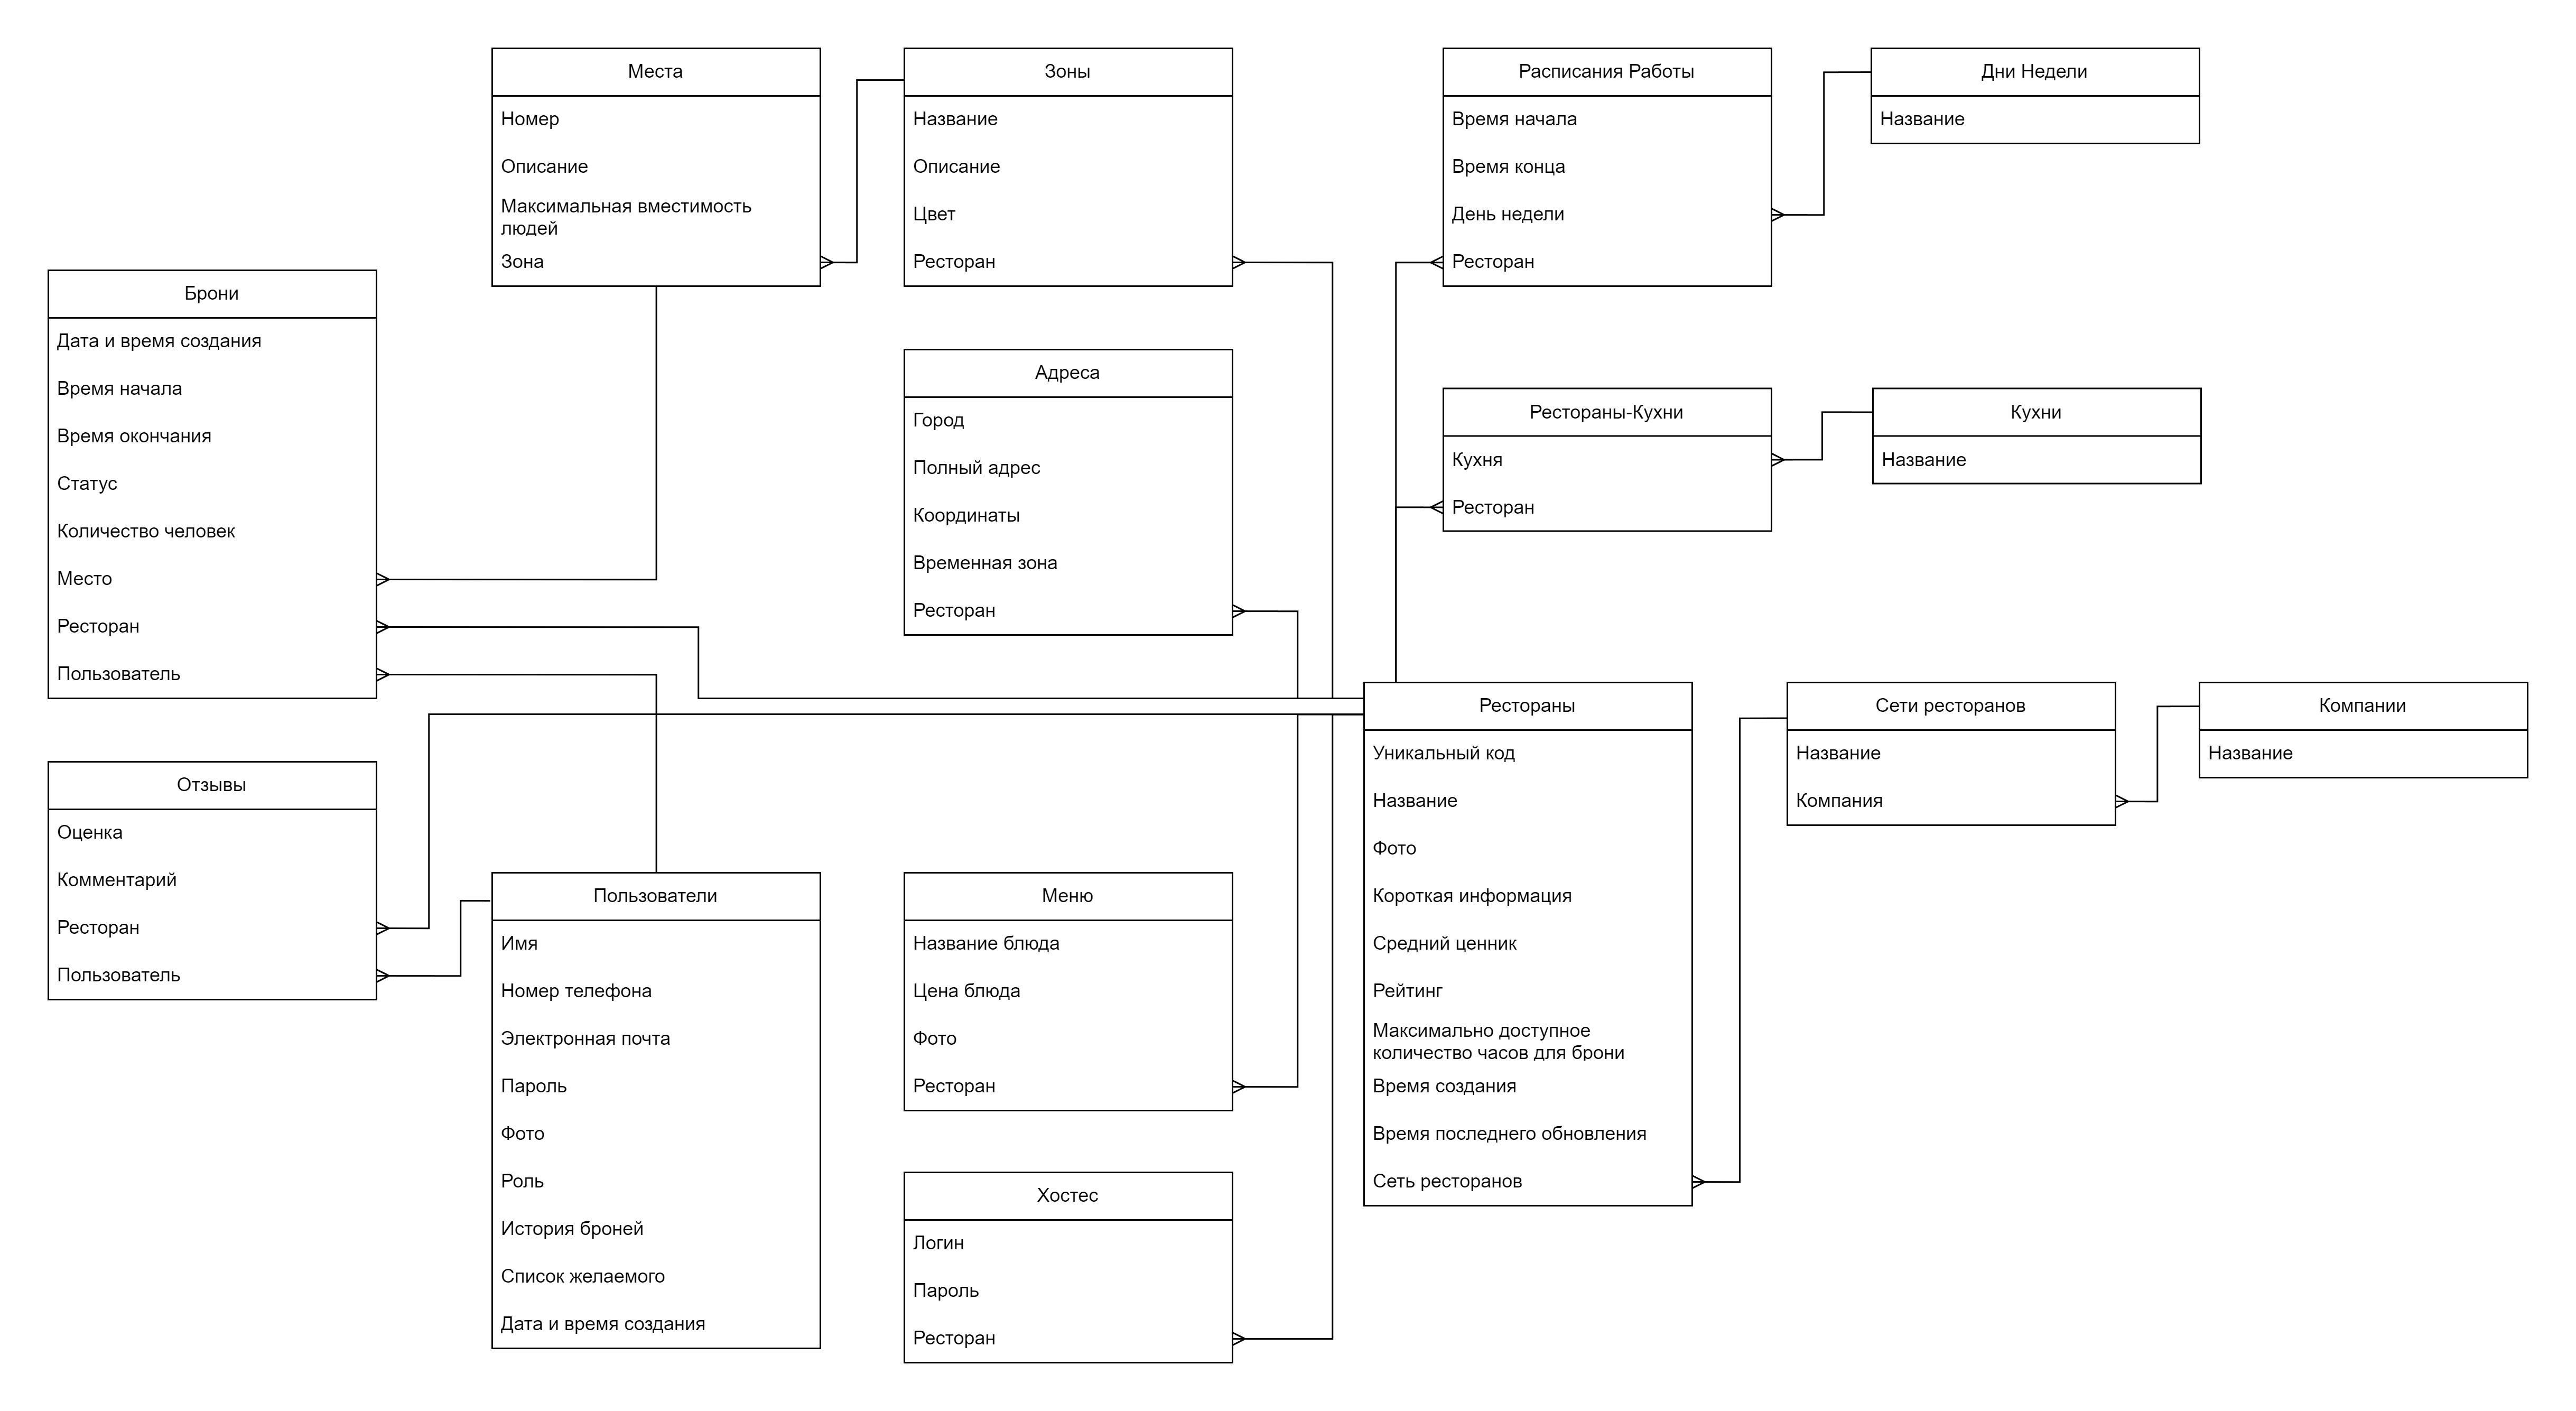 Места
Номер
Описание
Максимальная вместимость
людей
Зона
Зоны
Название
Описание
Цвет
Ресторан
Расписания Работы
Время начала
Время конца
День недели
Ресторан
Дни Недели
Название
Брони
Дата и время создания
Время начала
Время окончания
Статус
Количество человек
Место
Ресторан
Пользователь
Адреса
Город
Полный адрес
Координаты
Временная зона
Ресторан
Рестораны-Кухни
Кухня
Ресторан
Кухни
Название
Рестораны
Уникальный код
Название
Фото
Короткая информация
Средний ценник
Рейтинг
Максимально доступное
количество часов для брони
Время создания
Время последнего обновления
Сеть ресторанов
Сети ресторанов
Название
Компания
Компании
Название
Отзывы
Оценка
Комментарий
Ресторан
Пользователь
Пользователи
Имя
Номер телефона
Электронная почта
Пароль
Фото
Роль
История броней
Список желаемого
Дата и время создания
Меню
Название блюда
Цена блюда
Фото
Ресторан
Хостес
Логин
Пароль
Ресторан